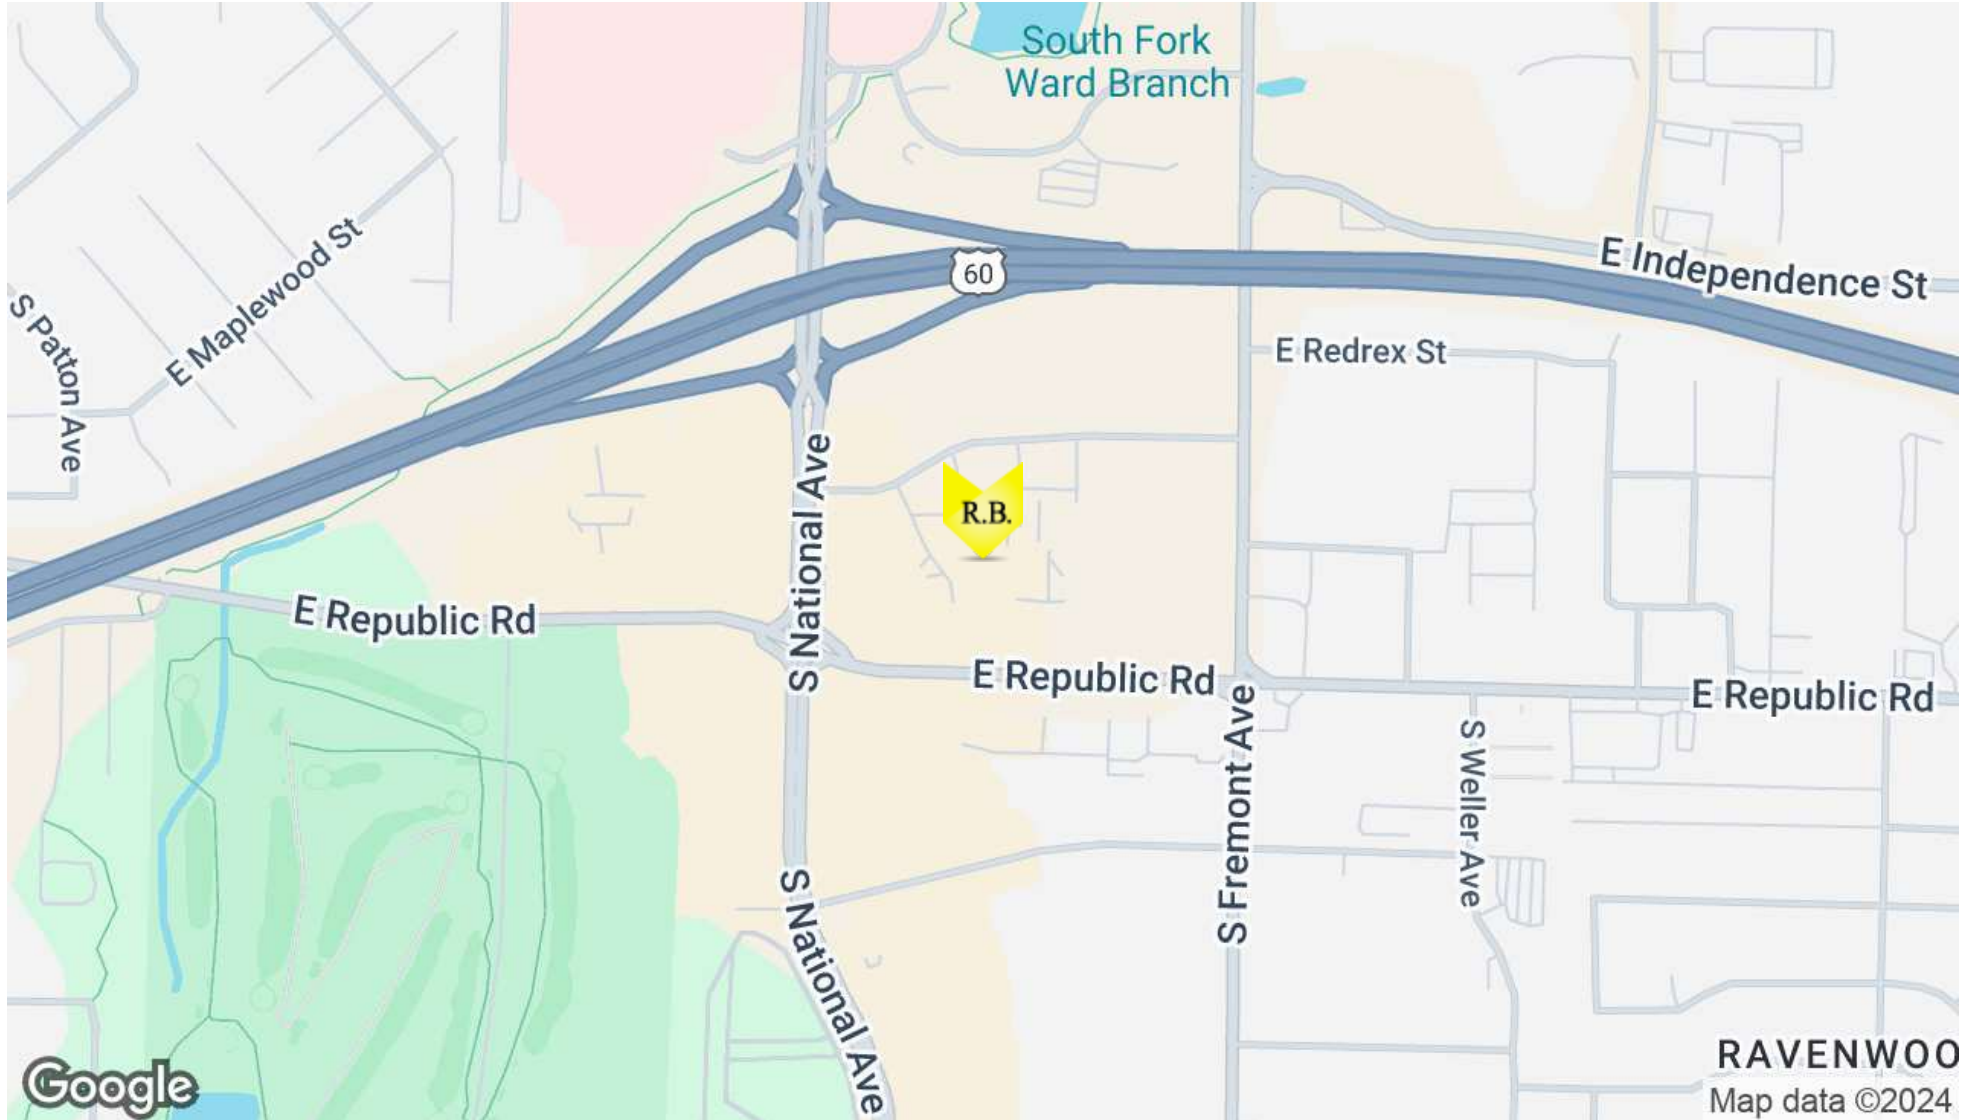 South Fork
Ward Branch
60
E Independence St
E Maplewood St
S Patton Ave
E Redrex St
S National Ave
R.B.
E Republic Rd
E Republic Rd
E Republic Rd
S Fremont Ave
S Weller Ave
S National Ave
RAVENWOO
Google
Map data ©2024